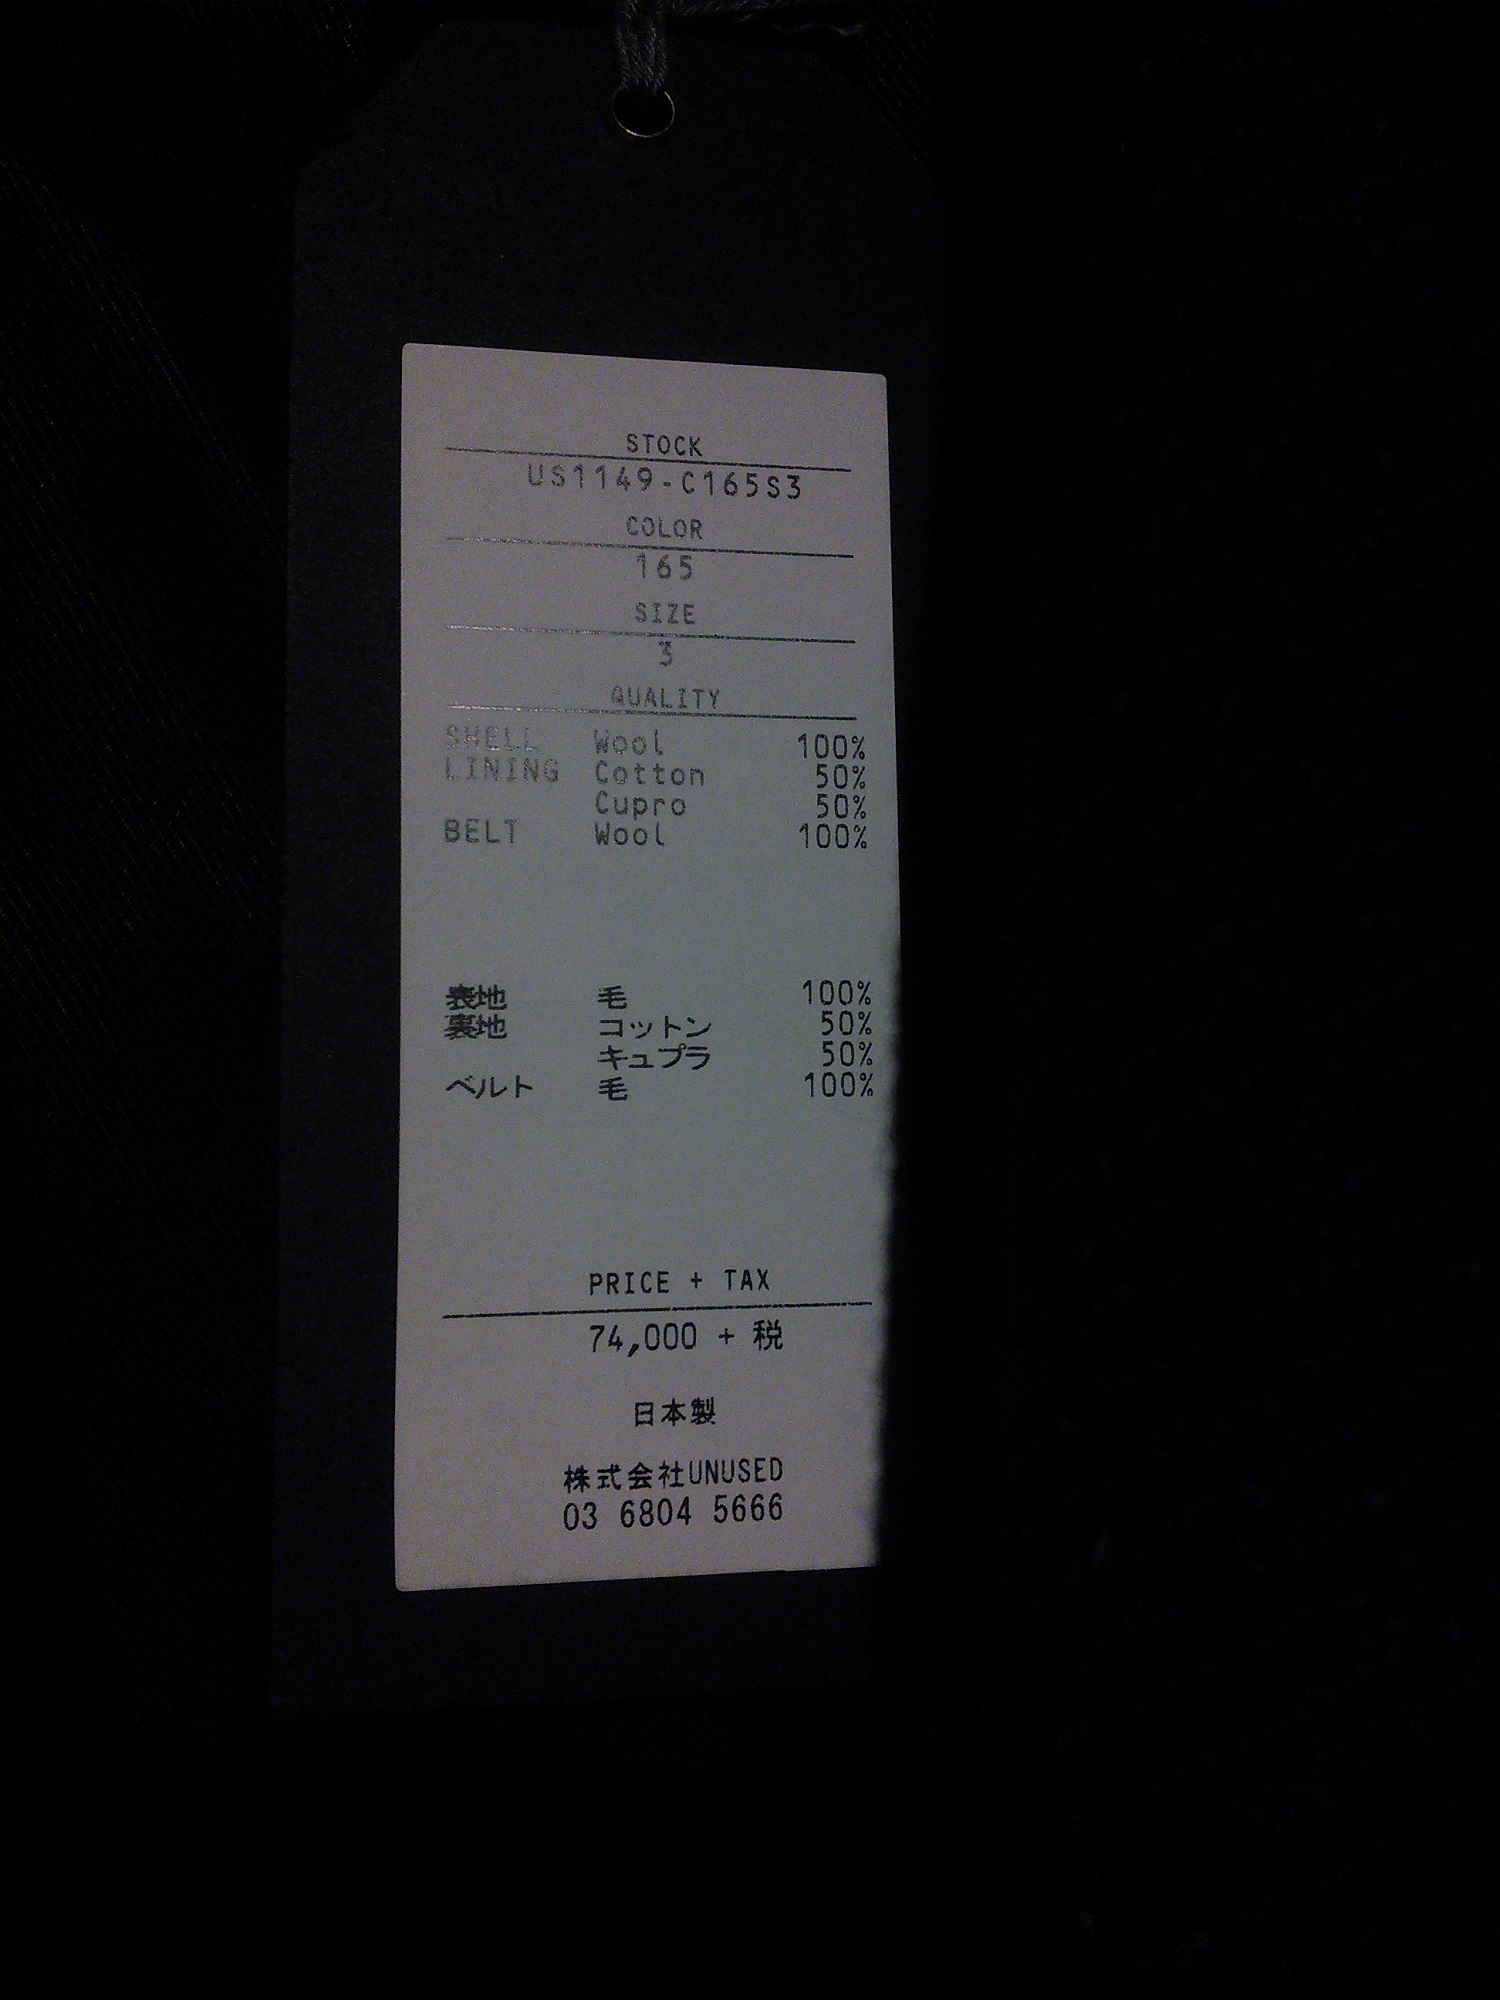 STOCK
US1149-C165S3
COLOR
165
SIZE
3
QUALITY
SHELL Wool 100%
LINING Cotton 50%
Cupro 50%
BELT Wool 100%
表地 毛 100%
裏地 コットン 50%
キュプラ 50%
ベルト 毛 100%
PRICE + TAX
74,000 + 税
日本製
株式会社UNUSED
03 6804 5666